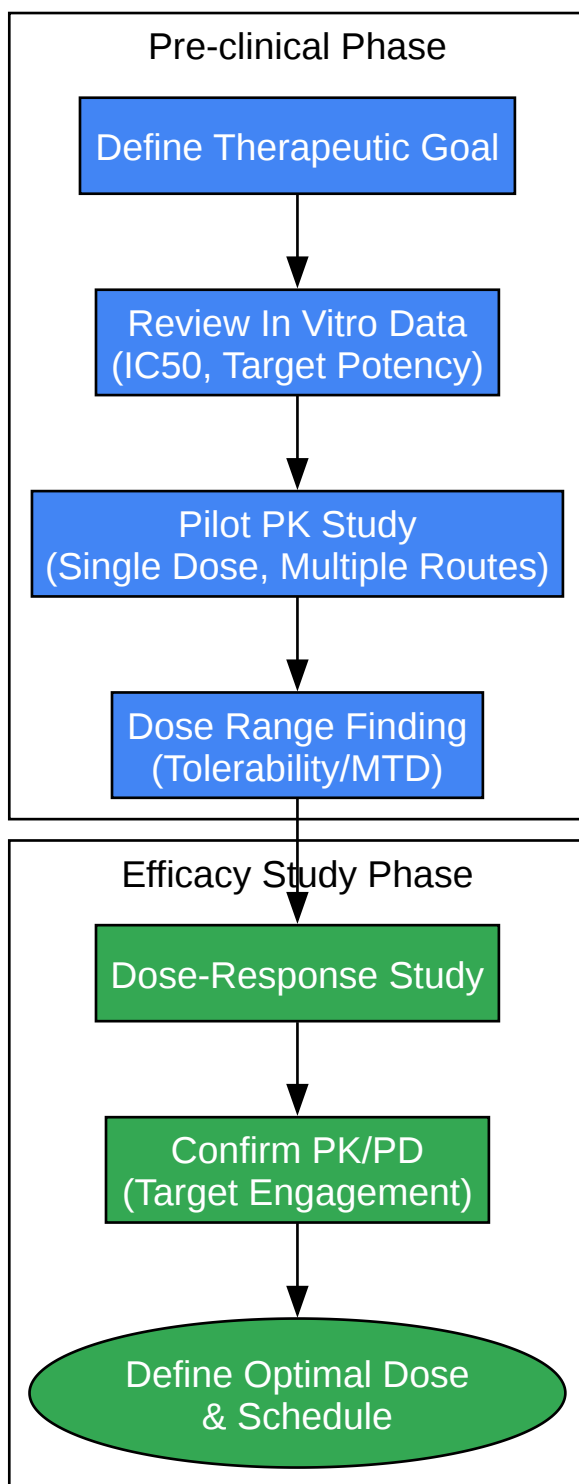 Pre-clinical Phase
Define Therapeutic Goal
Review In Vitro Data
(IC50, Target Potency)
Pilot PK Study
(Single Dose, Multiple Routes)
Dose Range Finding
(Tolerability/MTD)
Efficacy Study Phase
Dose-Response Study
Confirm PK/PD
(Target Engagement)
Define Optimal Dose
& Schedule